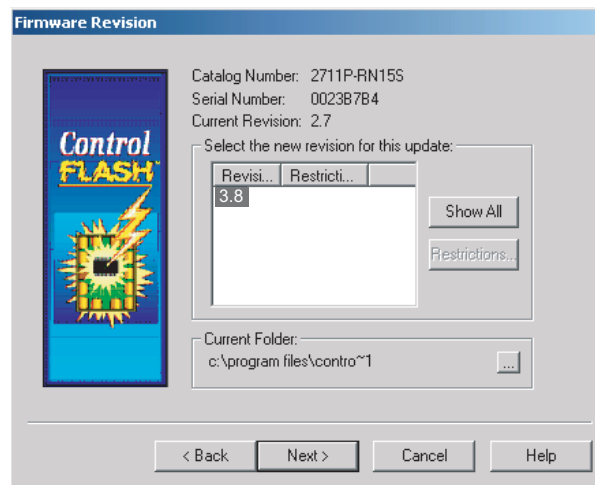 Firmware Revision
Control
FLASH
Catalog Number: 2711P-RN15S
Serial Number: 0023B7B4
Current Revision: 2.7
Select the new revision for this update:
Revisi... Restricti...
3.8
Show All
Restrictions...
Current Folder:
c:\program files\contro~1
...
< Back Next > Cancel Help